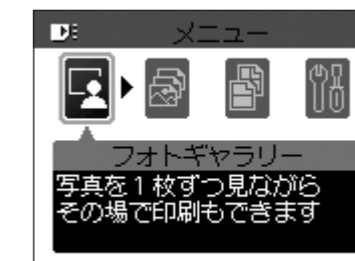 メニュー
フォトギャラリー
写真を1枚ずつ見ながら
その場で印刷もできます